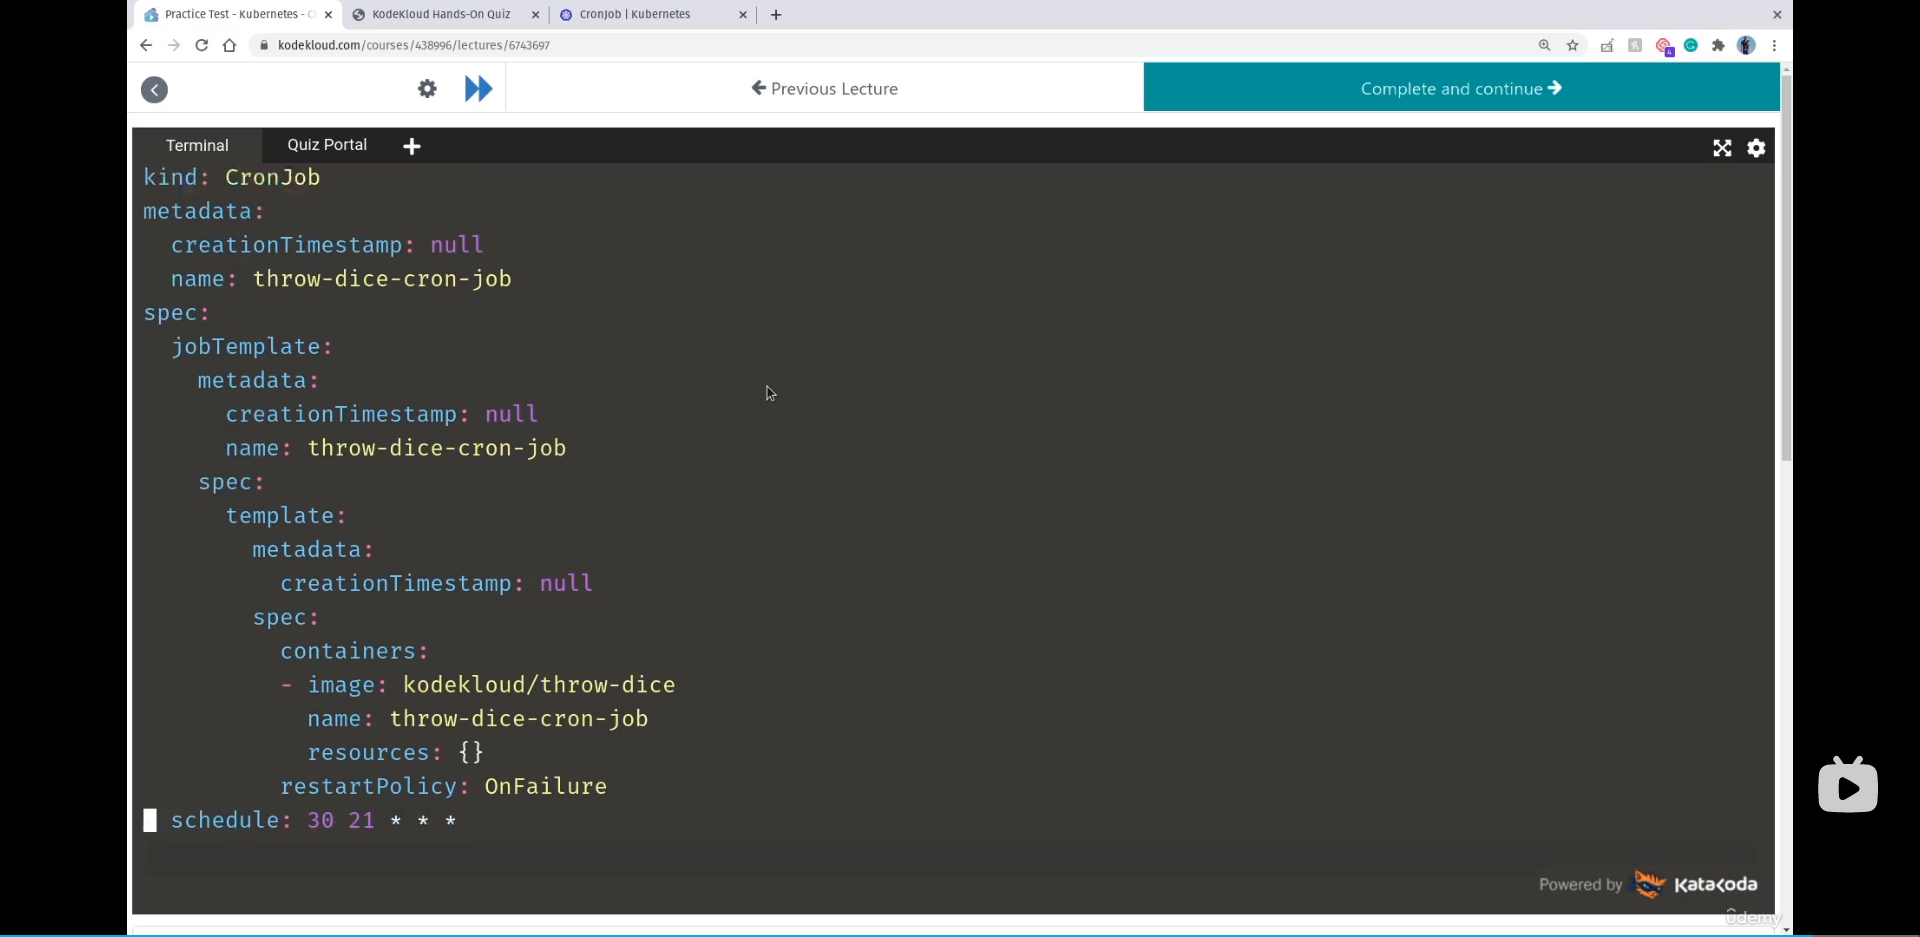 Practice Test - Kubernetes - C
KodeKloud Hands-On Quiz
CronJob | Kubernetes
kodekloud.com/courses/438996/lectures/6743697
Previous Lecture
Complete and continue
Terminal
Quiz Portal
kind: CronJob
metadata:
  creationTimestamp: null
  name: throw-dice-cron-job
spec:
  jobTemplate:
    metadata:
      creationTimestamp: null
      name: throw-dice-cron-job
    spec:
      template:
        metadata:
          creationTimestamp: null
        spec:
          containers:
          - image: kodekloud/throw-dice
            name: throw-dice-cron-job
            resources: {}
          restartPolicy: OnFailure
  schedule: 30 21 * * *
Powered by Katacoda
Udemy